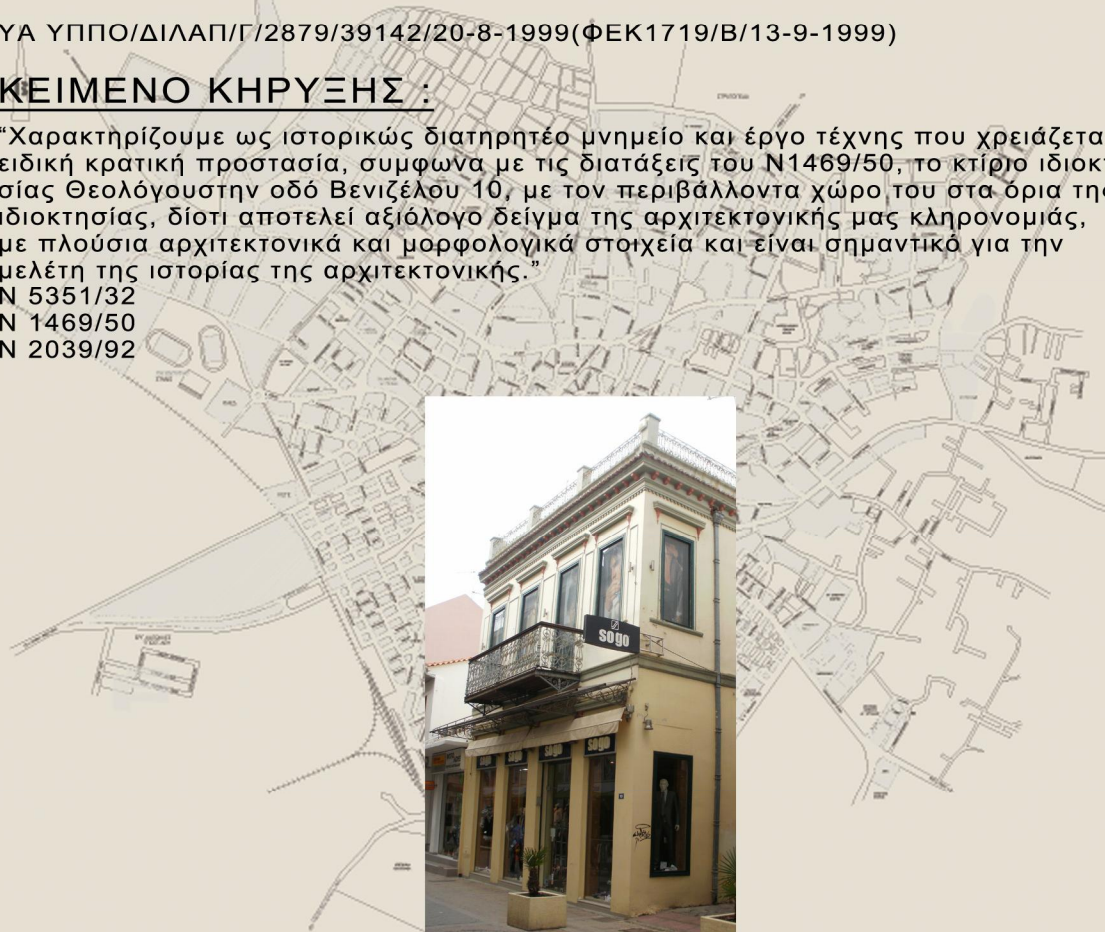 ΥΑ ΥΠΠΟ/ΔΙΛΑΠ/Γ/2879/39142/20-8-1999(ΦΕΚ1719/Β/13-9-1999)
ΚΕΙΜΕΝΟ ΚΗΡΥΞΗΣ :
“Χαρακτηρίζουμε ως ιστορικώς διατηρητέο μνημείο και έργο τέχνης που χρειάζετα
ειδική κρατική προστασία, συμφωνα με τις διατάξεις του Ν1469/50, το κτίριο ιδιοκ
σίας Θεολόγουστην οδό Βενιζέλου 10, με τον περιβάλλοντα χώρο του στα όρια της
ιδιοκτησίας, δίοτι αποτελεί αξιόλογο δείγμα της αρχιτεκτονικής μας κληρονομιάς,
με πλούσια αρχιτεκτονικά και μορφολογικά στοιχεία και είναι σημαντικό για την
μελέτη της ιστορίας της αρχιτεκτονικής.”
Ν 5351/32
Ν 1469/50
Ν 2039/92
sogo
sogo
sogo
sogo
sogo